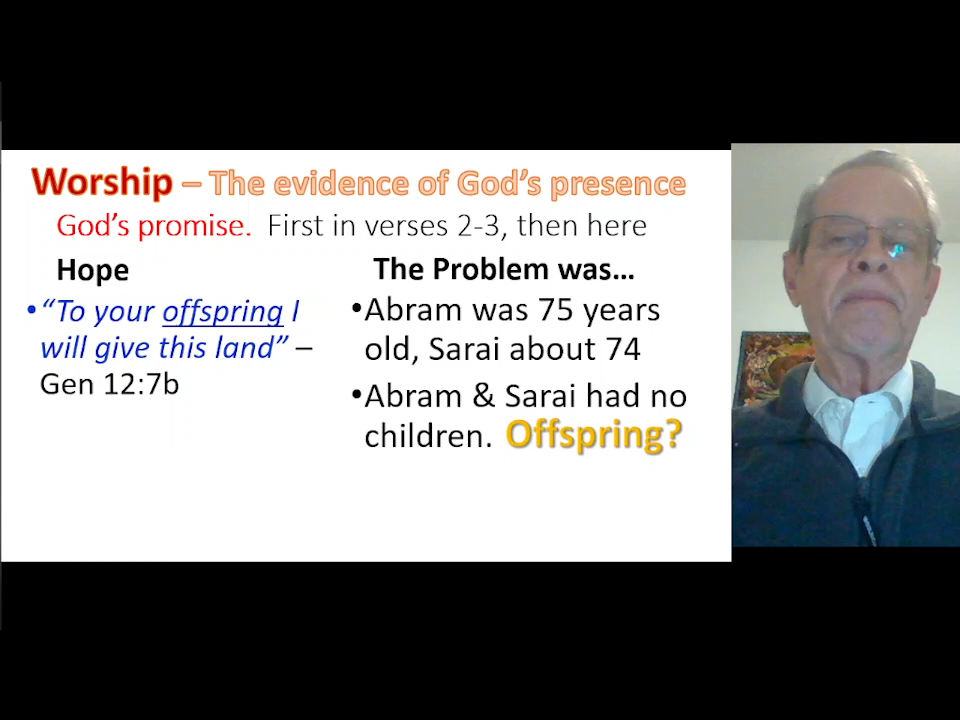 Worship – The evidence of God's presence
God's promise. First in verses 2-3, then here
Hope
•“To your offspring I
will give this land” –
Gen 12:7b
The Problem was...
•Abram was 75 years
old, Sarai about 74
•Abram & Sarai had no
children. Offspring?